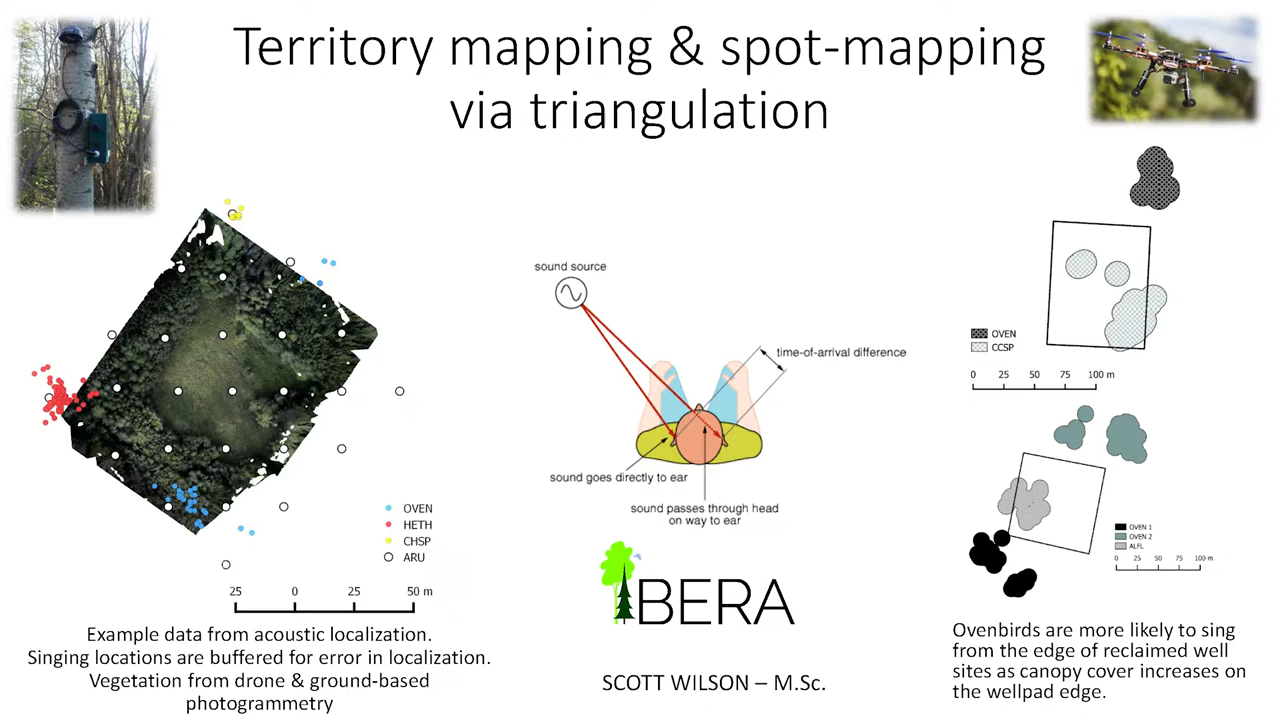 Territory mapping & spot-mapping
via triangulation
OVEN
HETH
CHSP
ARU
25 0 25 50 m
Example data from acoustic localization.
Singing locations are buffered for error in localization.
Vegetation from drone & ground-based
photogrammetry
sound source
time-of-arrival difference
sound goes directly to ear
sound passes through head
on way to ear
BERA
SCOTT WILSON – M.Sc.
OVEN
CCSP
0 25 50 100 m
OVEN 1
OVEN 2
ALFL
0 25 50 75 100 m
Ovenbirds are more likely to sing
from the edge of reclaimed well
sites as canopy cover increases on
the wellpad edge.